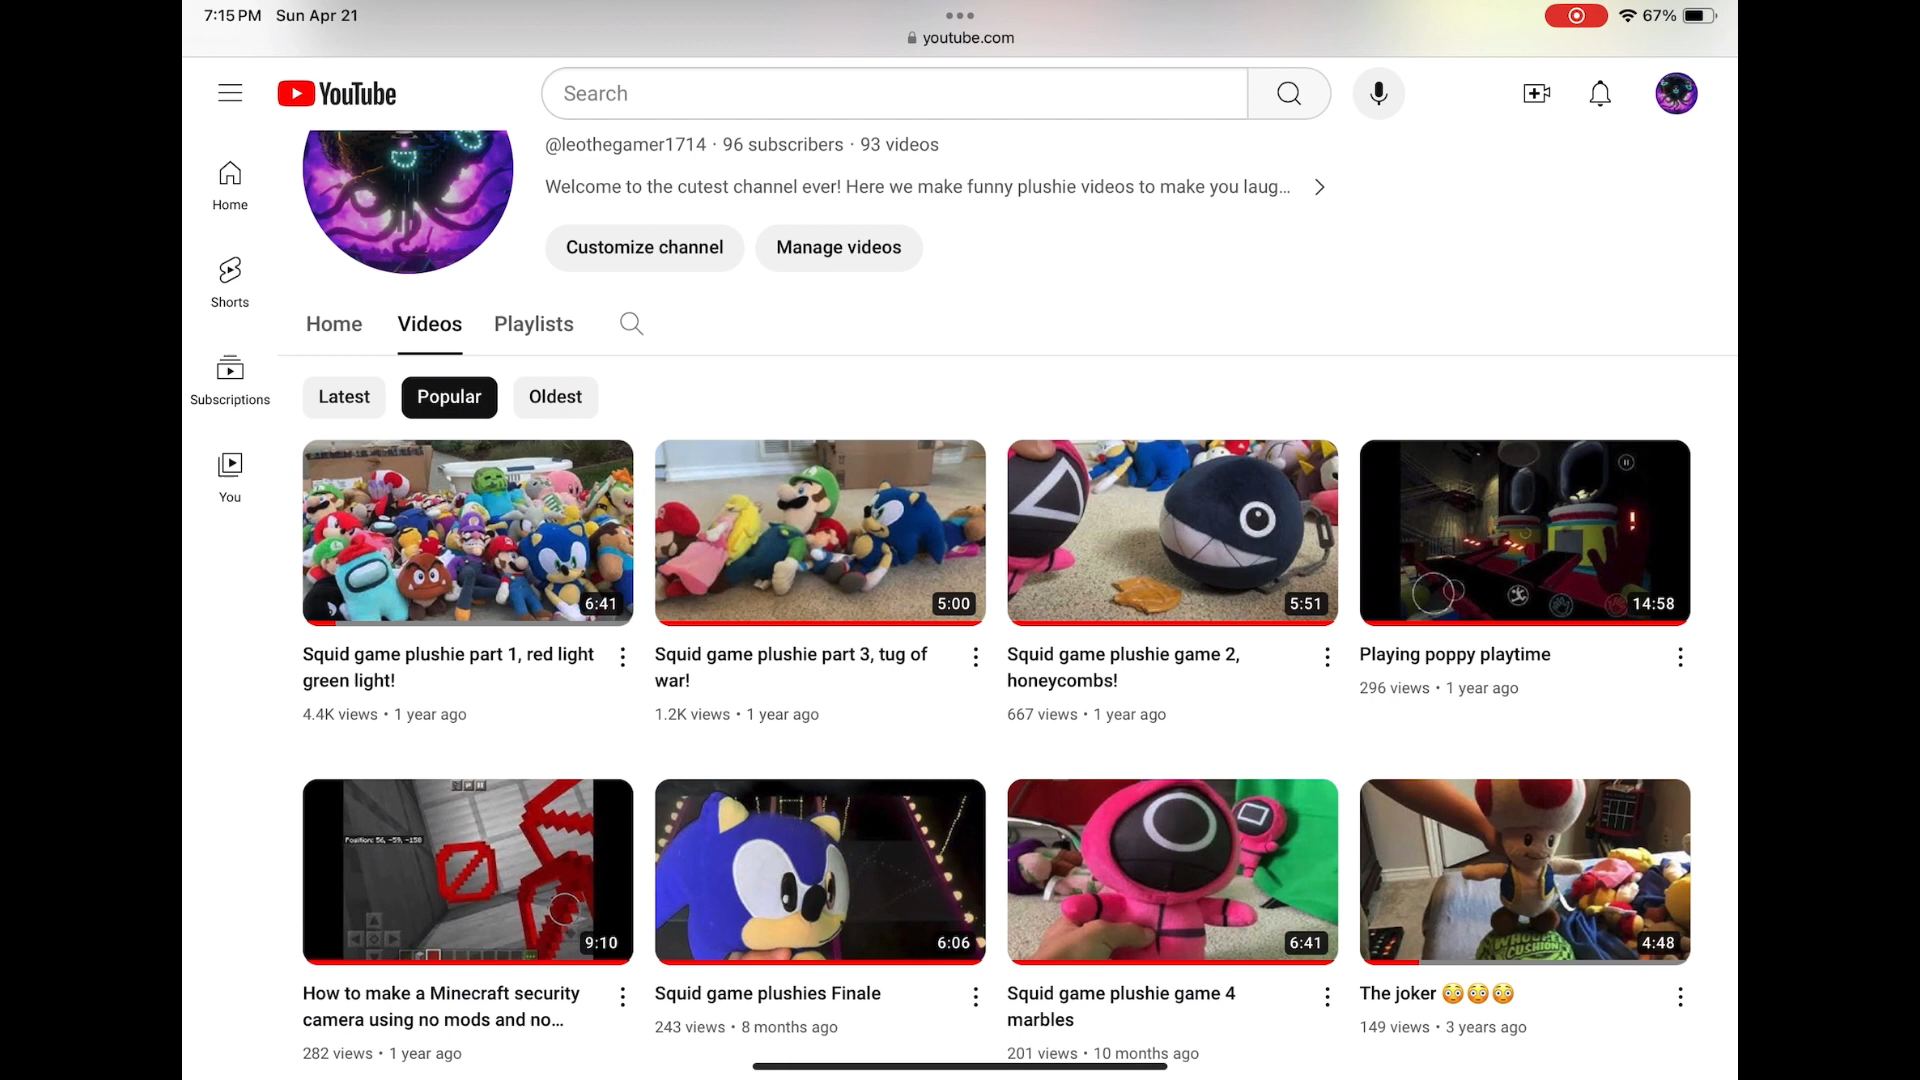 7:15 PM Sun Apr 21
67%
youtube.com
YouTube
Search
@leothegamer1714 · 96 subscribers · 93 videos
Welcome to the cutest channel ever! Here we make funny plushie videos to make you laug...
Customize channel
Manage videos
Home
Shorts
Subscriptions
You
Home
Videos
Playlists
Latest
Popular
Oldest
6:41
5:00
5:51
14:58
Squid game plushie part 1, red light
green light!
4.4K views • 1 year ago
Squid game plushie part 3, tug of
war!
1.2K views • 1 year ago
Squid game plushie game 2,
honeycombs!
667 views • 1 year ago
Playing poppy playtime
296 views • 1 year ago
Position: 56, -59, -158
9:10
6:06
6:41
WHOOPEE
CUSHION
4:48
How to make a Minecraft security
camera using no mods and no...
282 views • 1 year ago
Squid game plushies Finale
243 views • 8 months ago
Squid game plushie game 4
marbles
201 views • 10 months ago
The joker 😳😳😳
149 views • 3 years ago